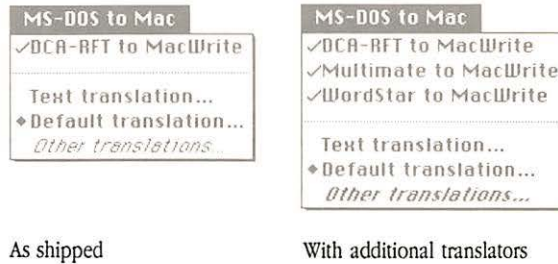 MS-DOS to Mac
✓DCA-RFT to MacWrite
Text translation...
◆Default translation...
Other translations...
As shipped
MS-DOS to Mac
✓DCA-RFT to MacWrite
✓Multimate to MacWrite
✓WordStar to MacWrite
Text translation...
◆Default translation...
Other translations...
With additional translators